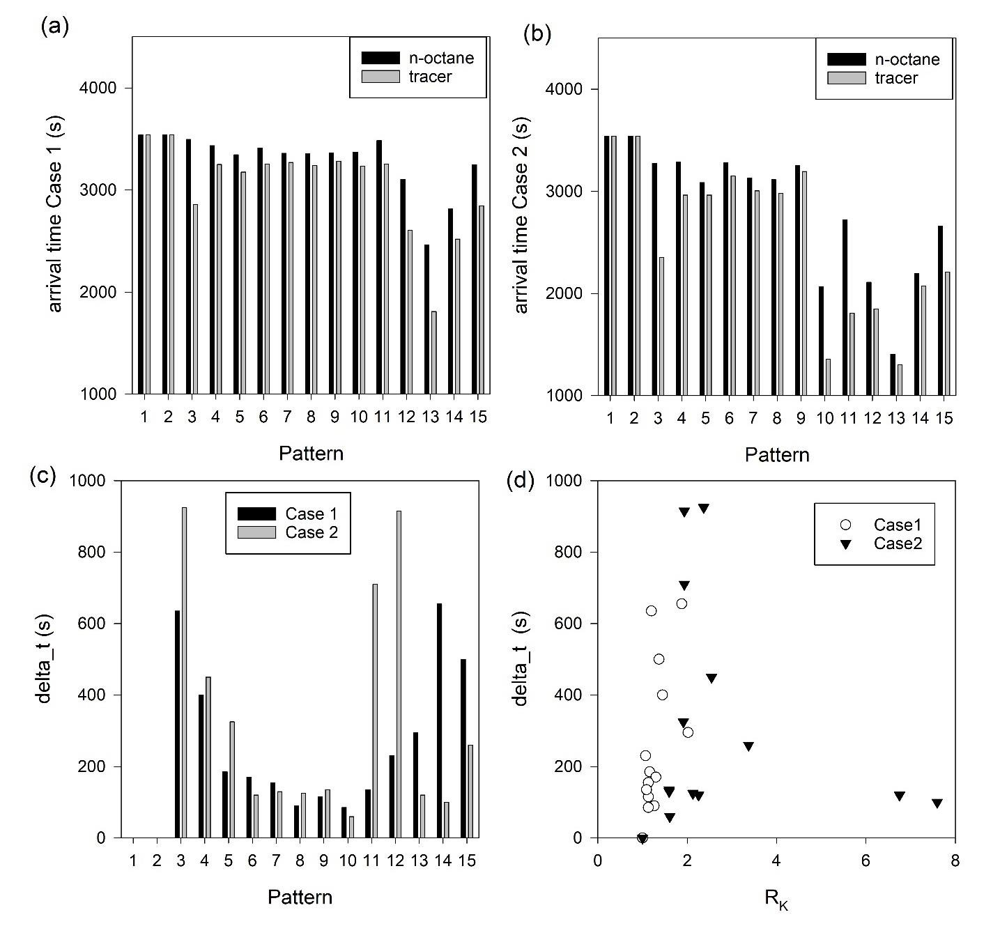 (a)
n-octane
tracer
4000
3000
2000
1000
arrival time Case 1 (s)
1 2 3 4 5 6 7 8 9 10 11 12 13 14 15
Pattern
(b)
n-octane
tracer
4000
3000
2000
1000
arrival time Case 2 (s)
1 2 3 4 5 6 7 8 9 10 11 12 13 14 15
Pattern
(c)
Case 1
Case 2
1000
800
600
400
200
0
delta_t (s)
1 2 3 4 5 6 7 8 9 10 11 12 13 14 15
Pattern
(d)
Case1
Case2
1000
800
600
400
200
0
delta_t (s)
0 2 4 6 8
RK